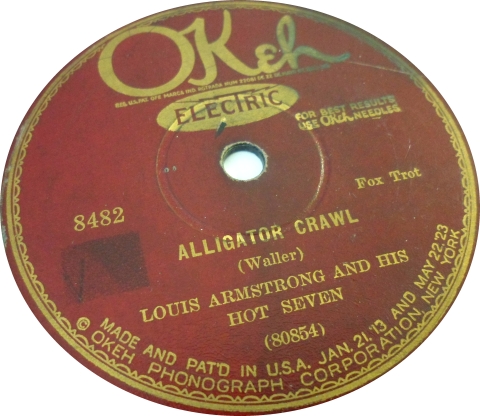 OKeh
ELECTRIC
FOR BEST RESULTS
USE OKEH NEEDLES
8482
Fox Trot
ALLIGATOR CRAWL
(Waller)
LOUIS ARMSTRONG AND HIS
HOT SEVEN
(80854)
MADE AND PAT'D IN U.S.A. JAN. 21, '13 AND MAY 22, 23
© OKEH PHONOGRAPH CORPORATION, NEW YORK